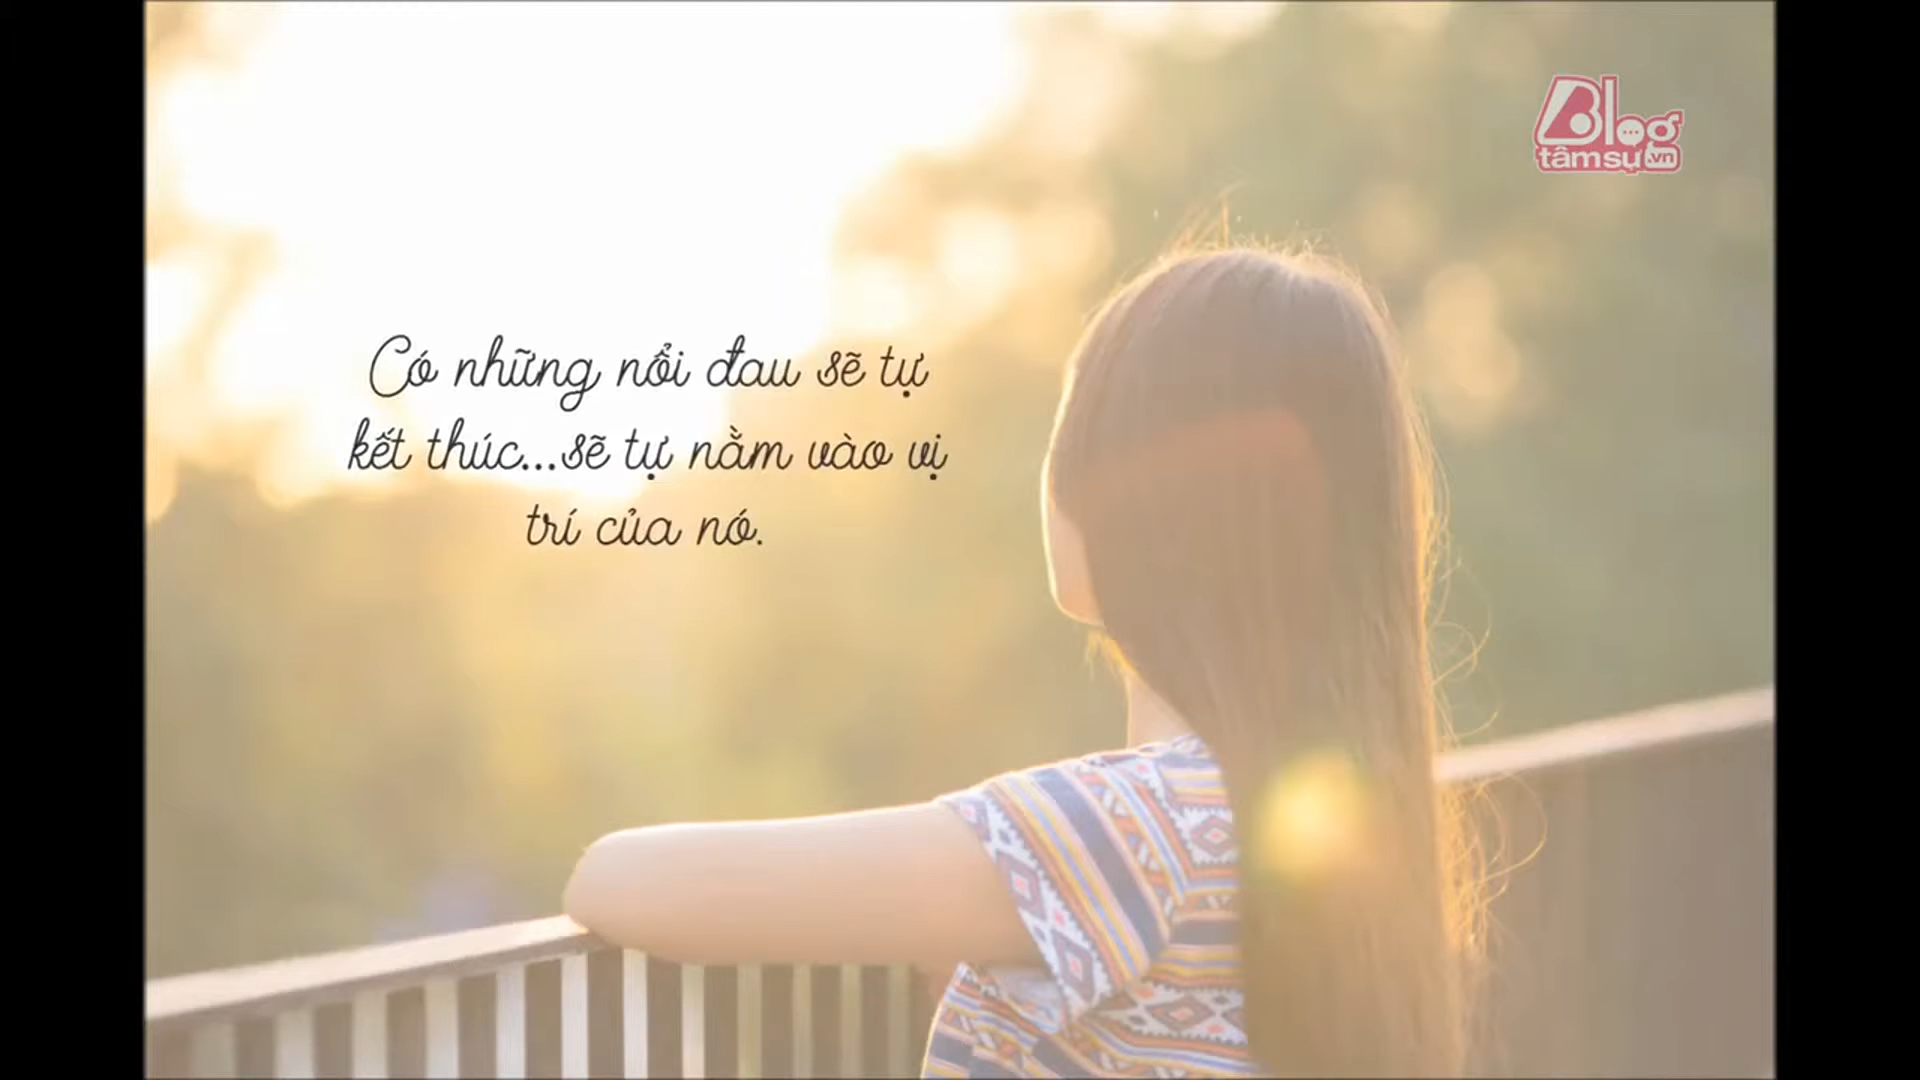 Blog
tâmsự.vn
Có những nổi đau sẽ tự
kết thúc...sẽ tự nằm vào vị
trí của nó.